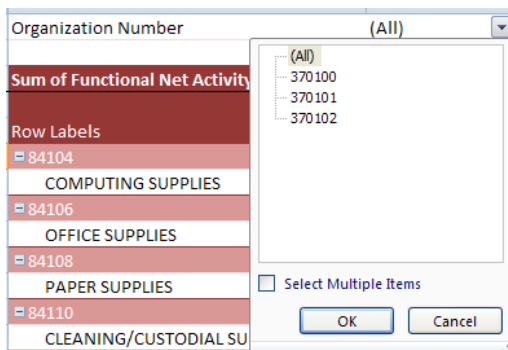 Organization Number (All)
(All)
370100
370101
370102
Sum of Functional Net Activity
Row Labels
84104
COMPUTING SUPPLIES
84106
OFFICE SUPPLIES
84108
PAPER SUPPLIES
84110
CLEANING/CUSTODIAL SU
Select Multiple Items
OK Cancel